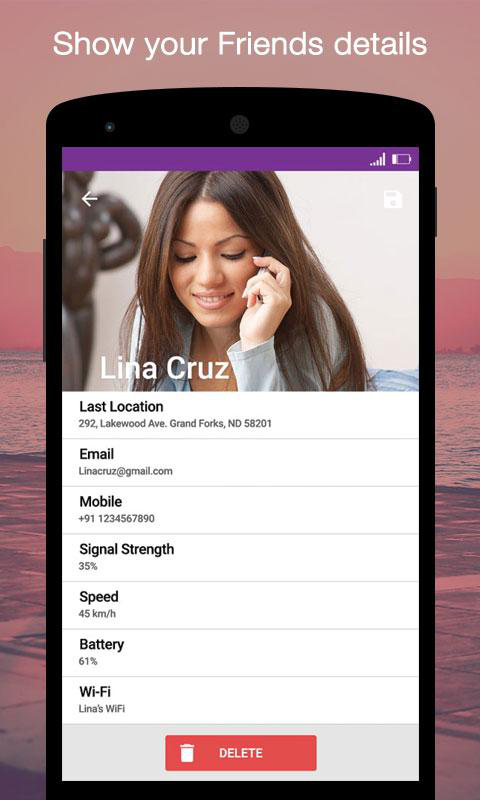 Show your Friends details
Lina Cruz
Last Location
292, Lakewood Ave. Grand Forks, ND 58201
Email
Linacruz@gmail.com
Mobile
+91 1234567890
Signal Strength
35%
Speed
45 km/h
Battery
61%
Wi-Fi
Lina's WiFi
DELETE